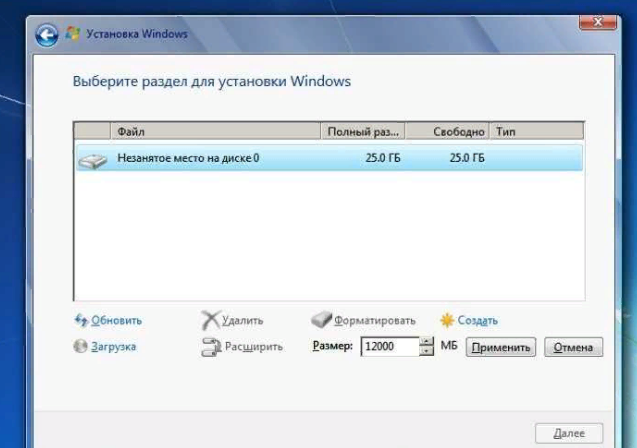 Установка Windows
Выберите раздел для установки Windows
Файл Полный раз... Свободно Тип
Незанятое место на диске 0 25.0 ГБ 25.0 ГБ
Обновить Удалить Форматировать Создать
Загрузка Расширить Размер: 12000 МБ Применить Отмена
Далее